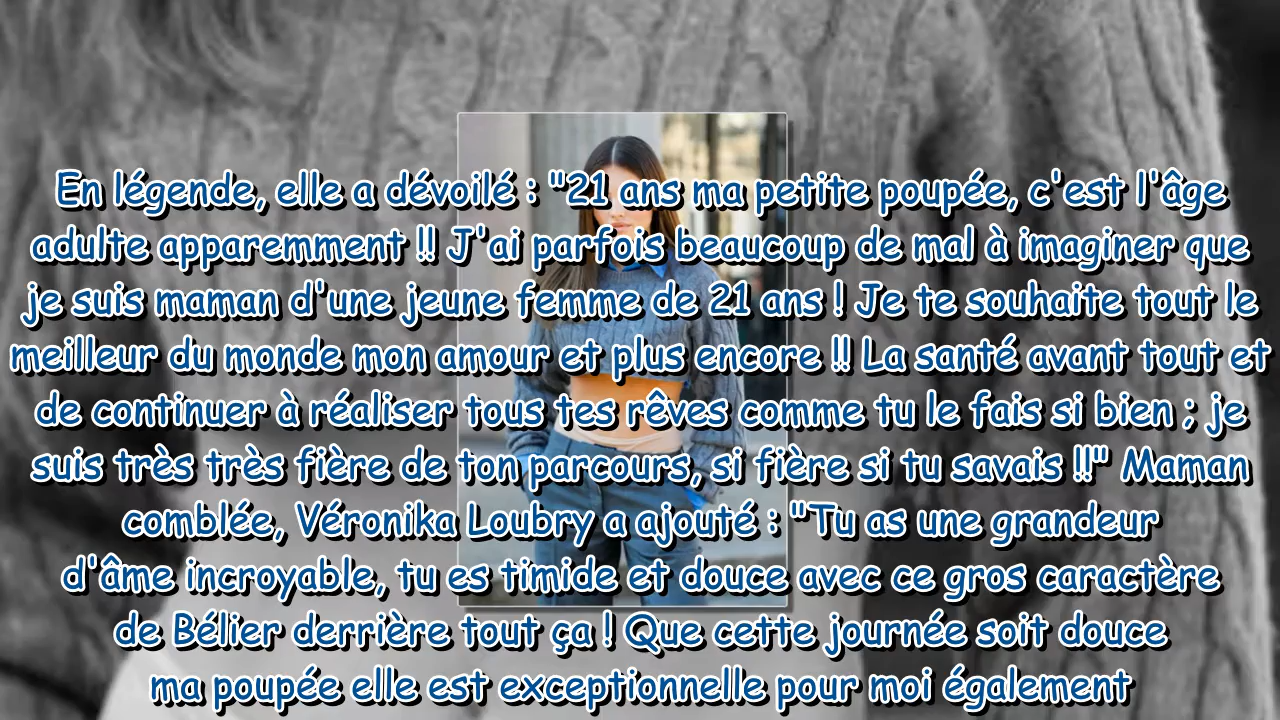 En légende, elle a dévoilé : "21 ans ma petite poupée, c'est l'âge
adulte apparemment !! J'ai parfois beaucoup de mal à imaginer que
je suis maman d'une jeune femme de 21 ans ! Je te souhaite tout le
meilleur du monde mon amour et plus encore !! La santé avant tout et
de continuer à réaliser tous tes rêves comme tu le fais si bien ; je
suis très très fière de ton parcours, si fière si tu savais !!" Maman
comblée, Véronika Loubry a ajouté : "Tu as une grandeur
d'âme incroyable, tu es timide et douce avec ce gros caractère
de Bélier derrière tout ça ! Que cette journée soit douce
ma poupée elle est exceptionnelle pour moi également